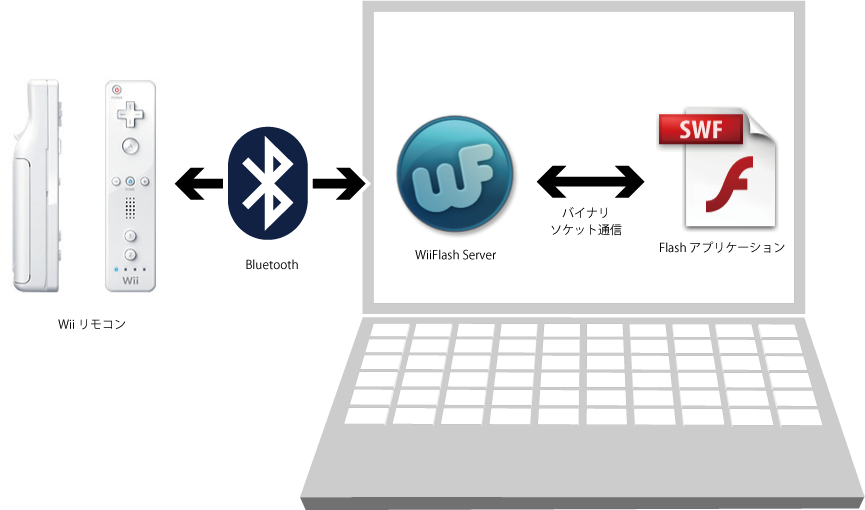 Wii
Wii リモコン
Bluetooth
WF
WiiFlash Server
バイナリ
ソケット通信
SWF
Flash アプリケーション